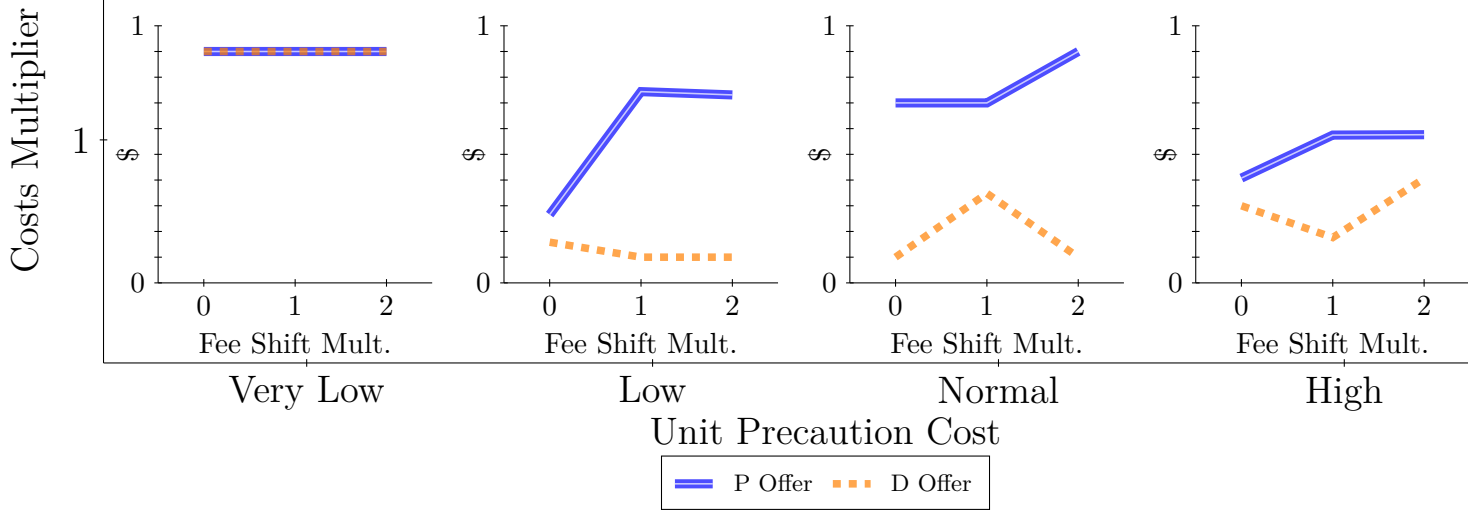 Costs Multiplier
1
1
$
0
0 1 2
Fee Shift Mult.
1
$
0
0 1 2
Fee Shift Mult.
1
$
0
0 1 2
Fee Shift Mult.
1
$
0
0 1 2
Fee Shift Mult.
Very Low Low Normal High
Unit Precaution Cost
P Offer D Offer